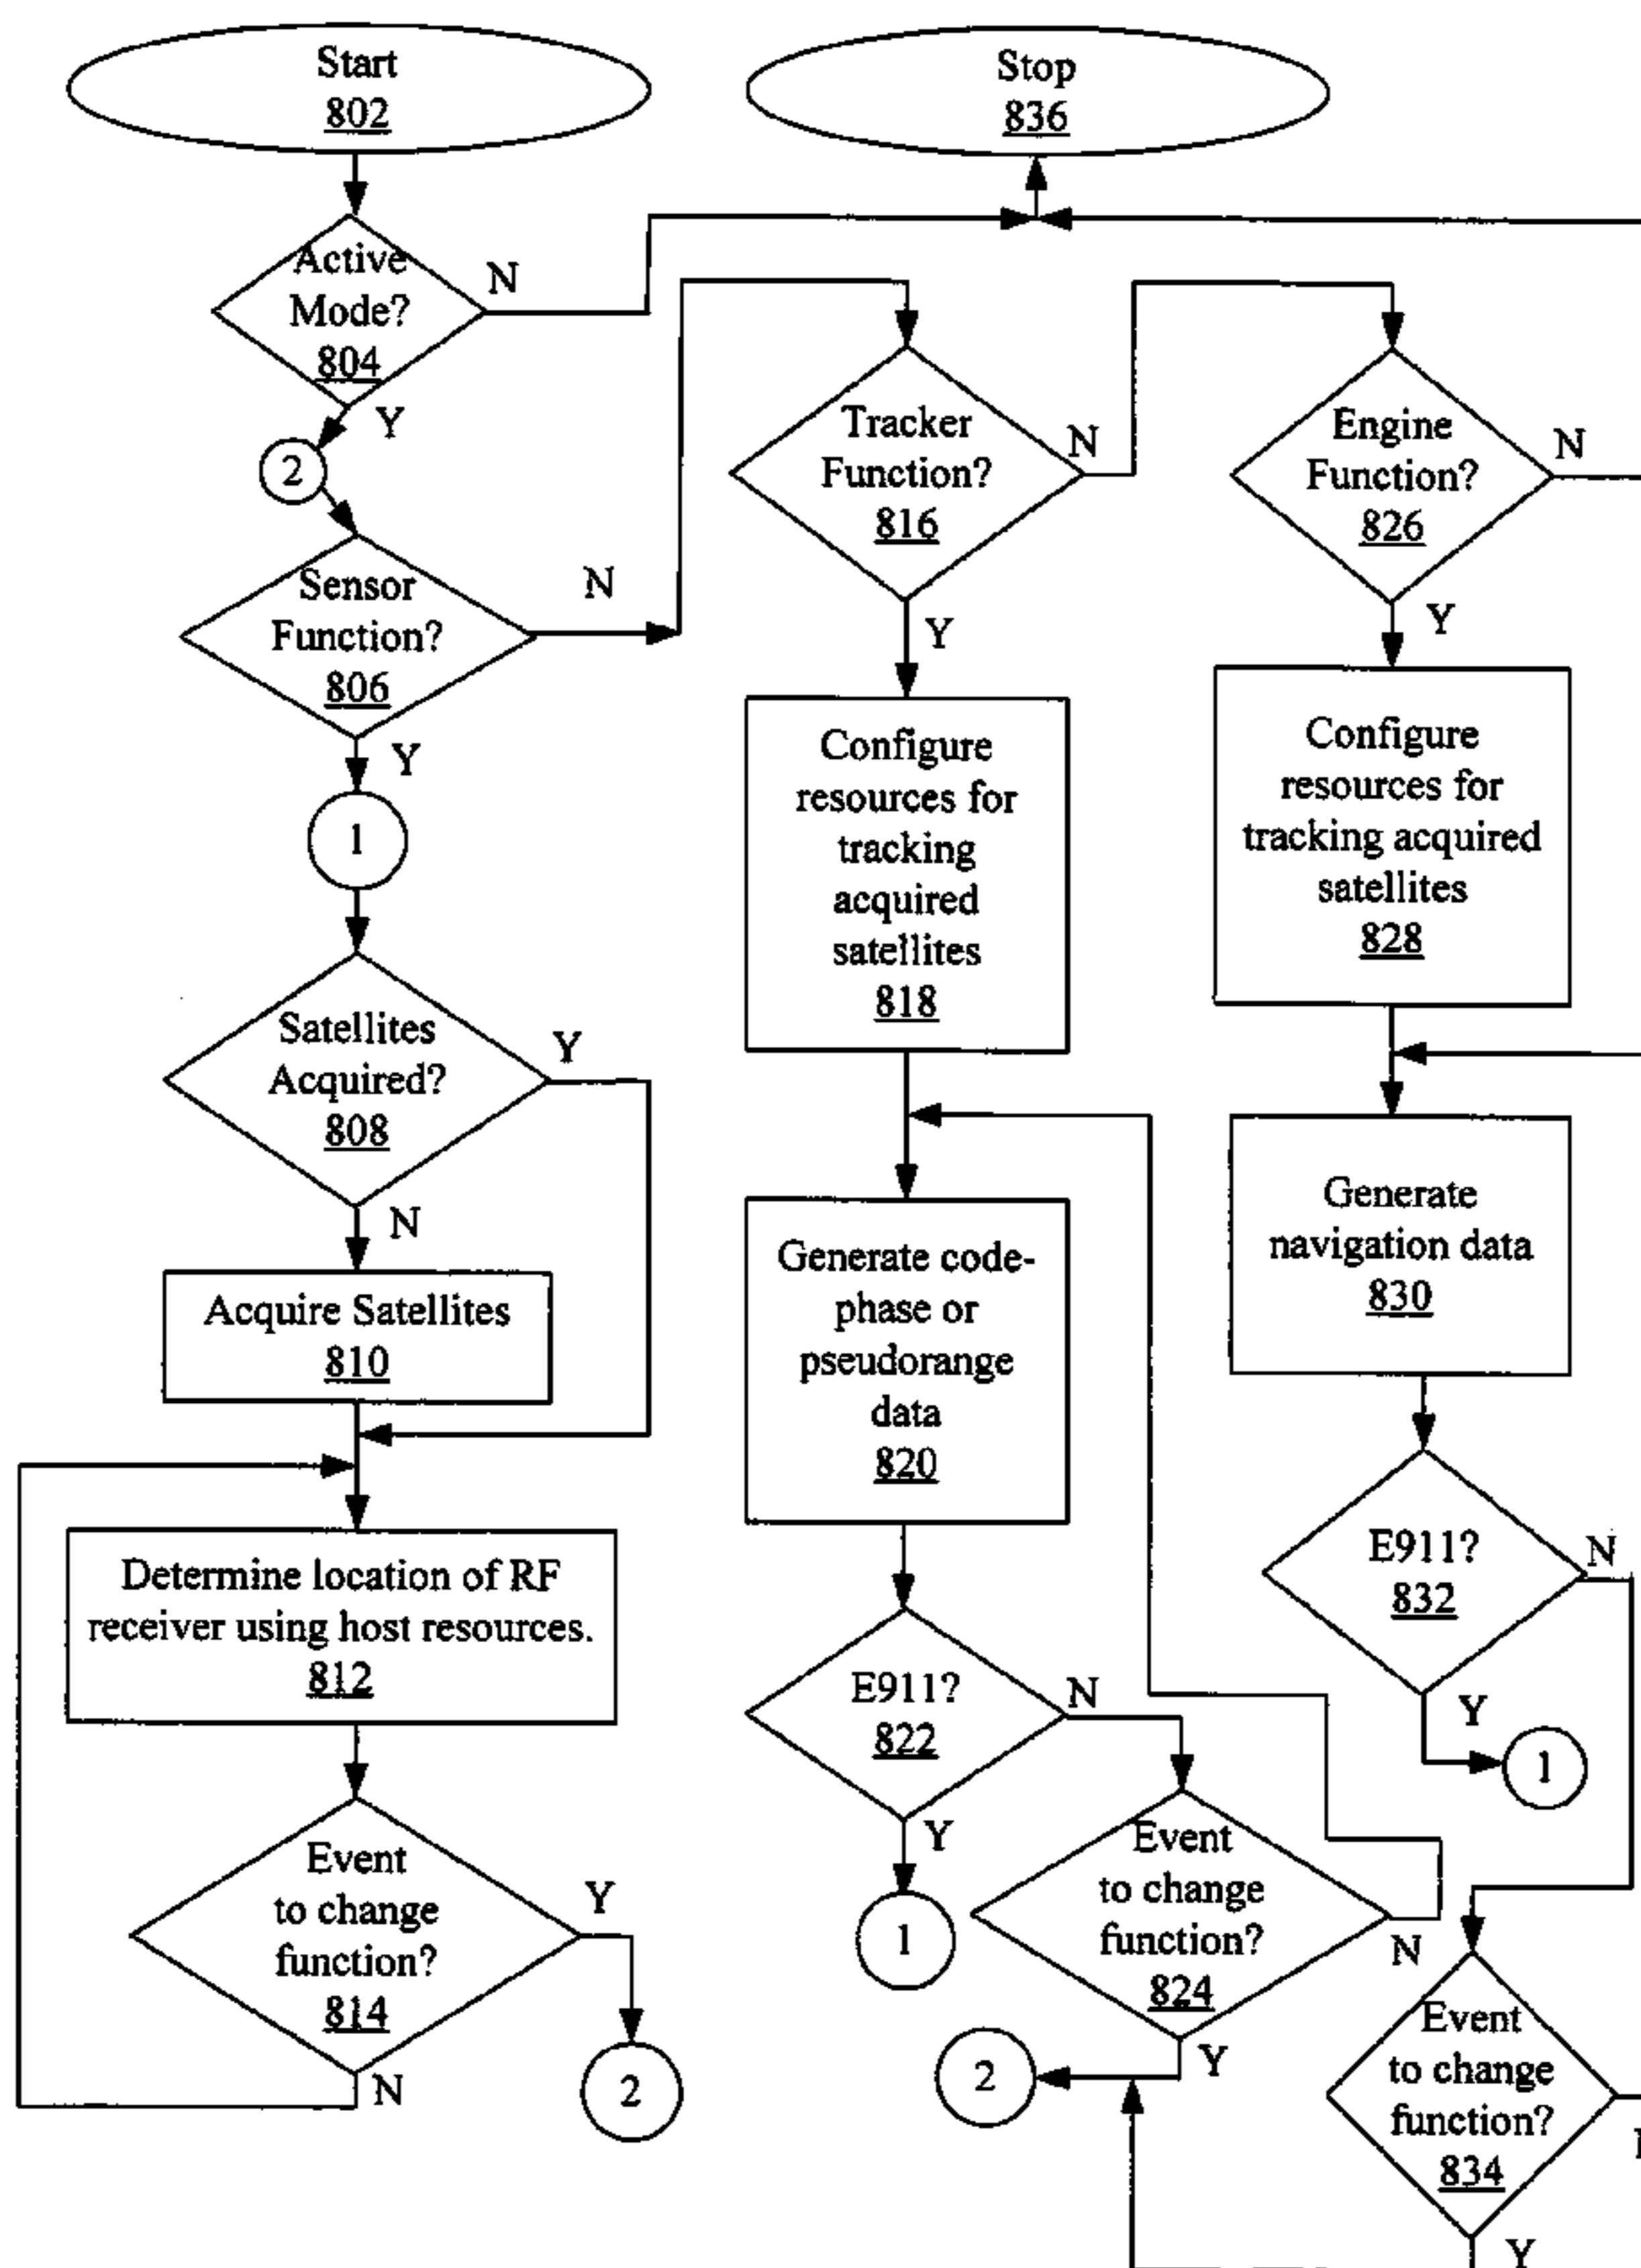 Start
802
Stop
836
Active
Mode?
804
N
Y
2
Sensor
Function?
806
N
Y
1
Satellites
Acquired?
808
Y
N
Acquire Satellites
810
Determine location of RF
receiver using host resources.
812
Event
to change
function?
814
Y
2
N
Tracker
Function?
816
N
Y
Configure
resources for
tracking
acquired
satellites
818
Generate code-
phase or
pseudorange
data
820
E911?
822
N
Y
1
Event
to change
function?
824
N
Y
2
Engine
Function?
826
N
Y
Configure
resources for
tracking acquired
satellites
828
Generate
navigation data
830
E911?
832
N
Y
1
Event
to change
function?
834
Y